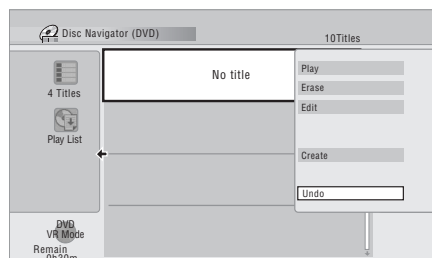 Disc Navigator (DVD)
10Titles
4 Titles
Play List
No title
Play
Erase
Edit
Create
Undo
DVD
VR Mode
Remain
0h30m